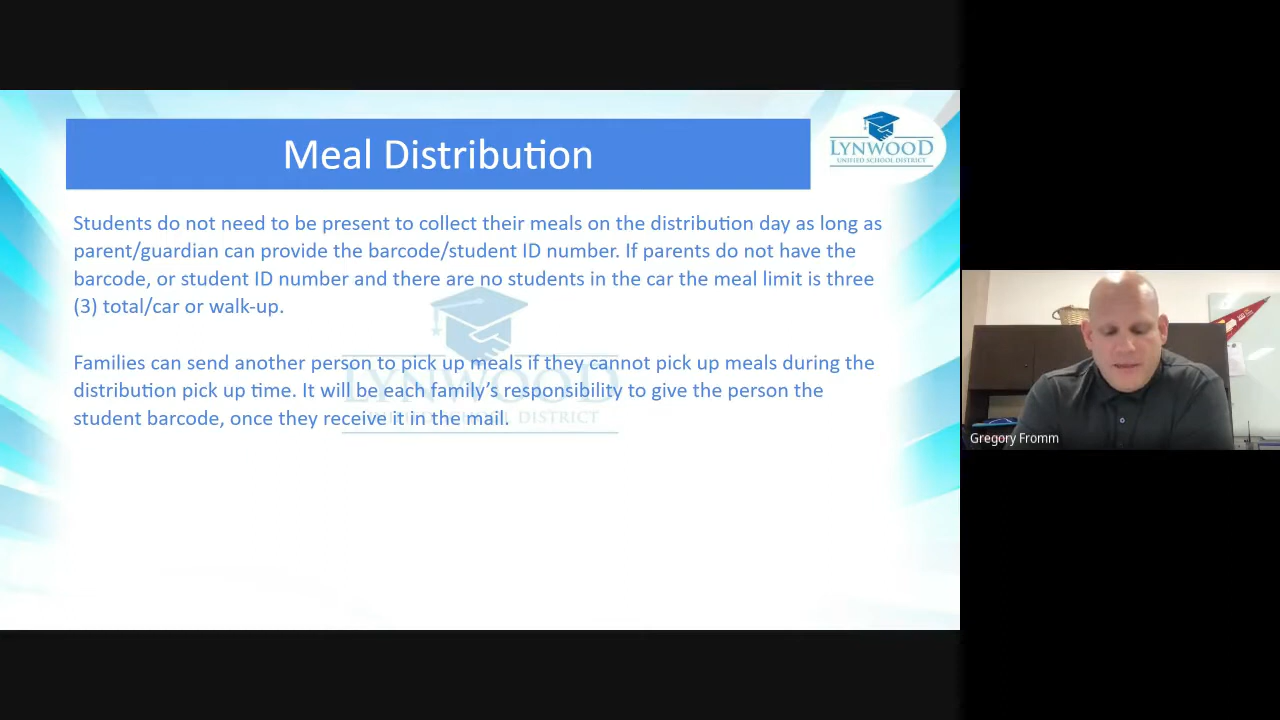 Meal Distribution
LYNWOOD
UNIFIED SCHOOL DISTRICT
Students do not need to be present to collect their meals on the distribution day as long as
parent/guardian can provide the barcode/student ID number. If parents do not have the
barcode, or student ID number and there are no students in the car the meal limit is three
(3) total/car or walk-up.
Families can send another person to pick up meals if they cannot pick up meals during the
distribution pick up time. It will be each family’s responsibility to give the person the
student barcode, once they receive it in the mail.
LYNWOOD
UNIFIED SCHOOL DISTRICT
Gregory Fromm